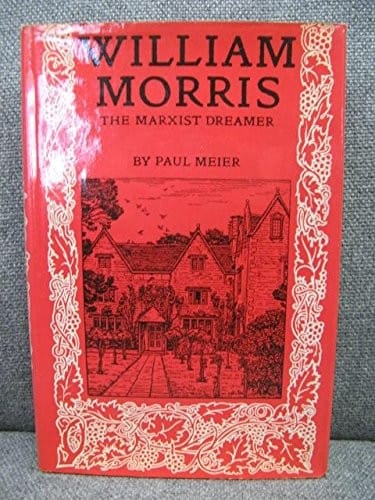 WILLIAM
MORRIS
THE MARXIST DREAMER
BY PAUL MEIER